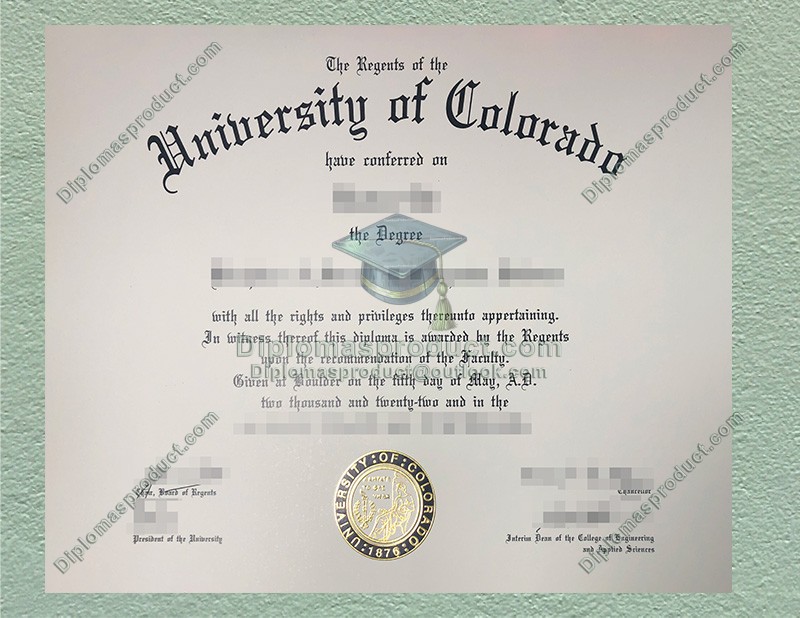 The Regents of the
University of Colorado
have conferred on
the Degree
with all the rights and privileges thereunto appertaining.
In witness thereof this diploma is awarded by the Regents
upon the recommendation of the Faculty.
Given at Boulder on the fifth day of May, A.D.
two thousand and twenty-two and in the
UNIVERSITY OF COLORADO
1876
Chair, Board of Regents
President of the University
Chancellor
Interim Dean of the College of Engineering
and Applied Sciences
Diplomasproduct.com
Diplomasproduct@outlook.com
Diplomasproduct.com
Diplomasproduct.com
Diplomasproduct.com
Diplomasproduct.com